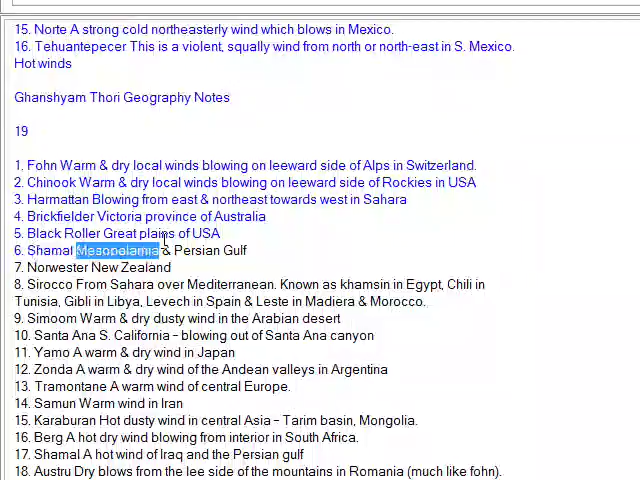 15. Norte A strong cold northeasterly wind which blows in Mexico.
16. Tehuantepecer This is a violent, squally wind from north or north-east in S. Mexico.
Hot winds
Ghanshyam Thori Geography Notes
19
1. Fohn Warm & dry local winds blowing on leeward side of Alps in Switzerland.
2. Chinook Warm & dry local winds blowing on leeward side of Rockies in USA
3. Harmattan Blowing from east & northeast towards west in Sahara
4. Brickfielder Victoria province of Australia
5. Black Roller Great plains of USA
6. Shamal Mesopolamia & Persian Gulf
7. Norwester New Zealand
8. Sirocco From Sahara over Mediterranean. Known as khamsin in Egypt, Chili in
Tunisia, Gibli in Libya, Levech in Spain & Leste in Madiera & Morocco.
9. Simoom Warm & dry dusty wind in the Arabian desert
10. Santa Ana S. California – blowing out of Santa Ana canyon
11. Yamo A warm & dry wind in Japan
12. Zonda A warm & dry wind of the Andean valleys in Argentina
13. Tramontane A warm wind of central Europe.
14. Samun Warm wind in Iran
15. Karaburan Hot dusty wind in central Asia – Tarim basin, Mongolia.
16. Berg A hot dry wind blowing from interior in South Africa.
17. Shamal A hot wind of Iraq and the Persian gulf
18. Austru Dry blows from the lee side of the mountains in Romania (much like fohn).